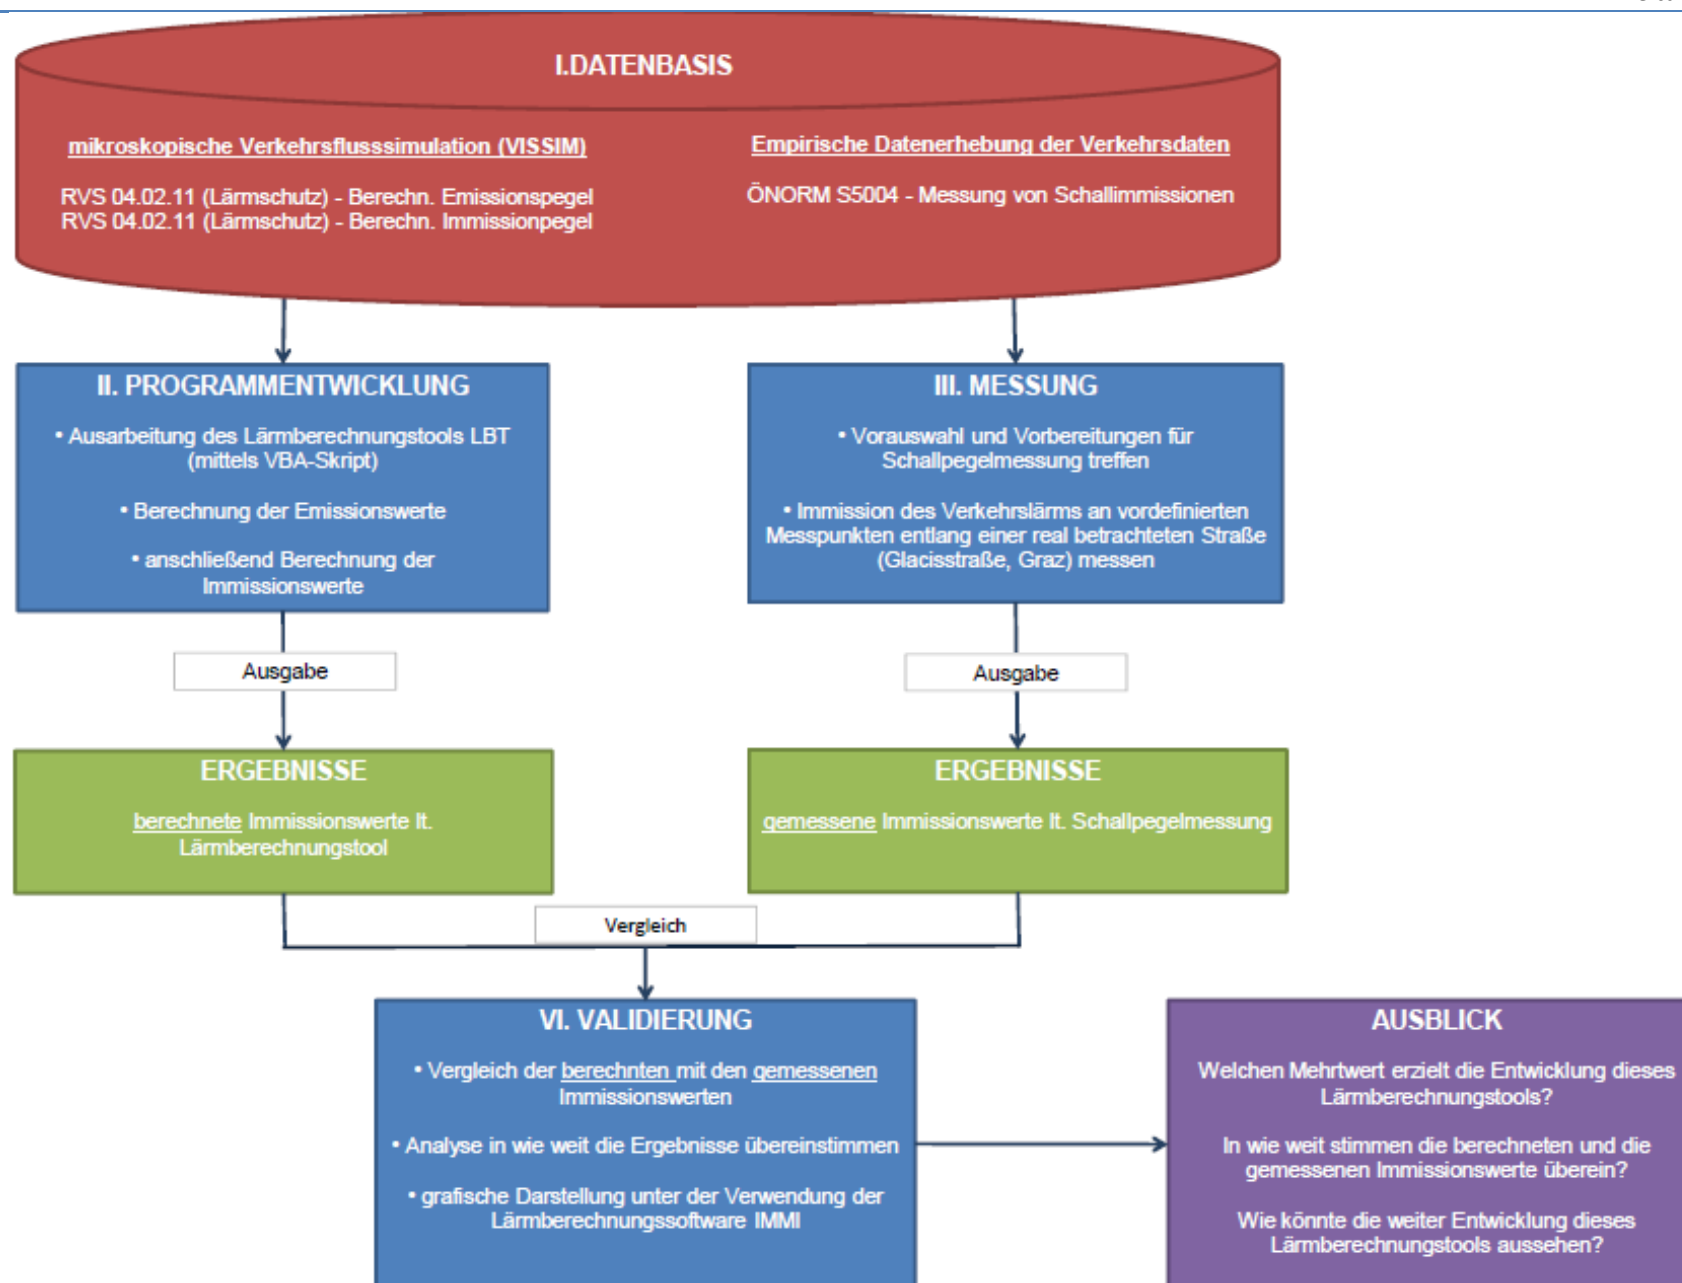 I.DATENBASIS
mikroskopische Verkehrsflusssimulation (VISSIM)
RVS 04.02.11 (Lärmschutz) - Berechn. Emissionspegel
RVS 04.02.11 (Lärmschutz) - Berechn. Immissionpegel
Empirische Datenerhebung der Verkehrsdaten
ÖNORM S5004 - Messung von Schallimmissionen
II. PROGRAMMENTWICKLUNG
• Ausarbeitung des Lärmberechnungstools LBT
(mittels VBA-Skript)
• Berechnung der Emissionswerte
• anschließend Berechnung der
Immissionswerte
III. MESSUNG
• Vorauswahl und Vorbereitungen für
Schallpegelmessung treffen
• Immission des Verkehrslärms an vordefinierten
Messpunkten entlang einer real betrachteten Straße
(Glacisstraße, Graz) messen
Ausgabe
Ausgabe
ERGEBNISSE
berechnete Immissionswerte lt.
Lärmberechnungstool
ERGEBNISSE
gemessene Immissionswerte lt. Schallpegelmessung
Vergleich
VI. VALIDIERUNG
• Vergleich der berechnten mit den gemessenen
Immissionswerten
• Analyse in wie weit die Ergebnisse übereinstimmen
• grafische Darstellung unter der Verwendung der
Lärmberechnungssoftware IMMI
AUSBLICK
Welchen Mehrtwert erzielt die Entwicklung dieses
Lärmberechnungstools?
In wie weit stimmen die berechneten und die
gemessenen Immissionswerte überein?
Wie könnte die weiter Entwicklung dieses
Lärmberechnungstools aussehen?